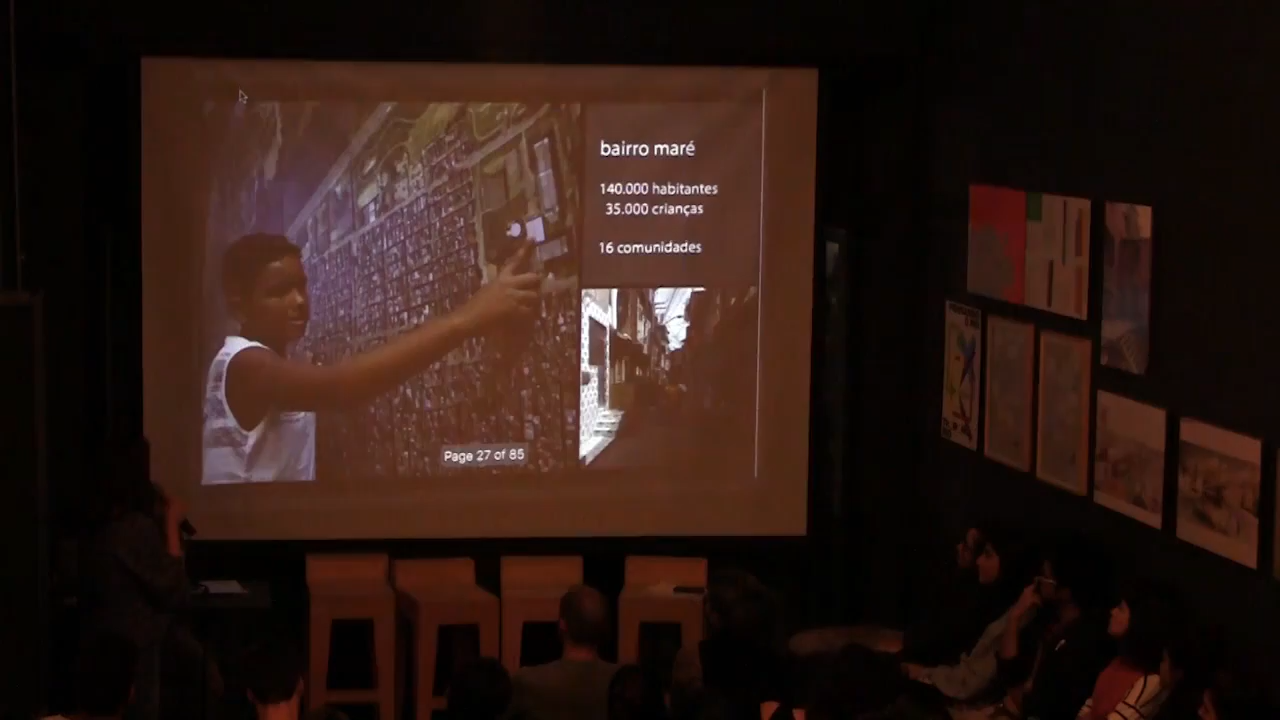 bairro maré
140.000 habitantes
35.000 crianças
16 comunidades
Page 27 of 85